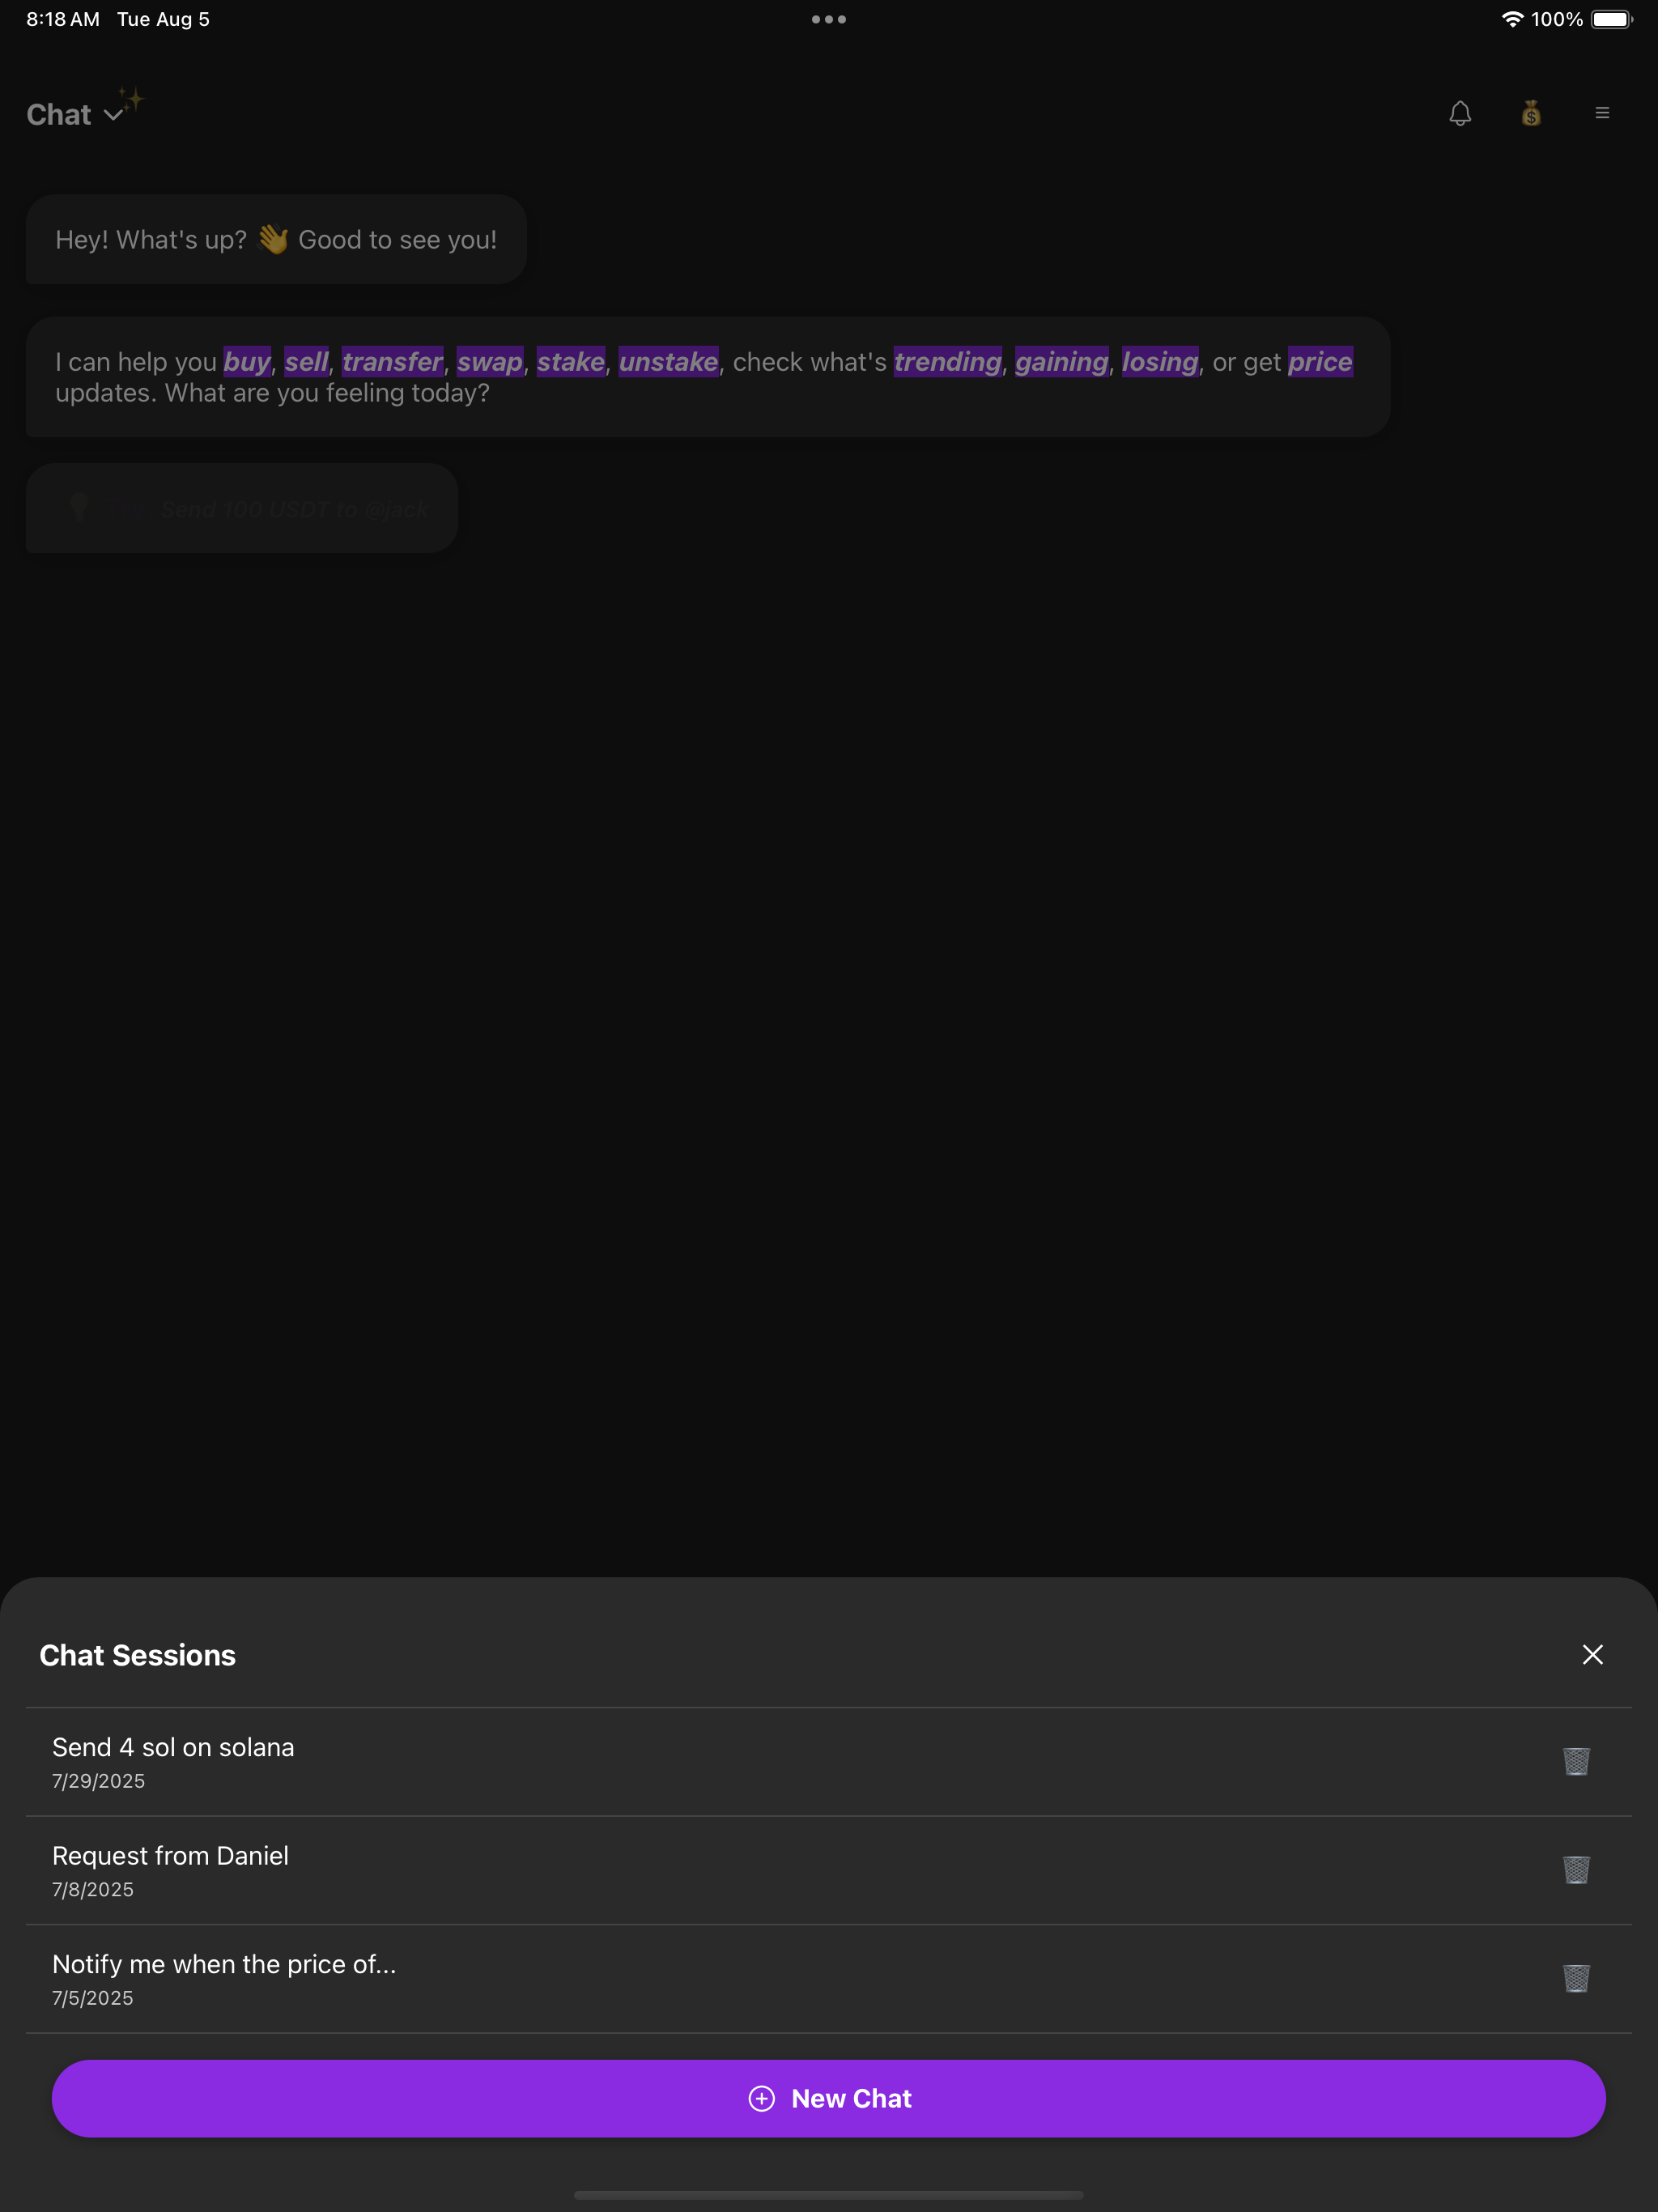 8:18 AM Tue Aug 5
100%
Chat
Hey! What's up? 👋 Good to see you!
I can help you buy, sell, transfer, swap, stake, unstake, check what's trending, gaining, losing, or get price
updates. What are you feeling today?
Send 100 USDT to @jack
Chat Sessions
Send 4 sol on solana
7/29/2025
Request from Daniel
7/8/2025
Notify me when the price of...
7/5/2025
New Chat